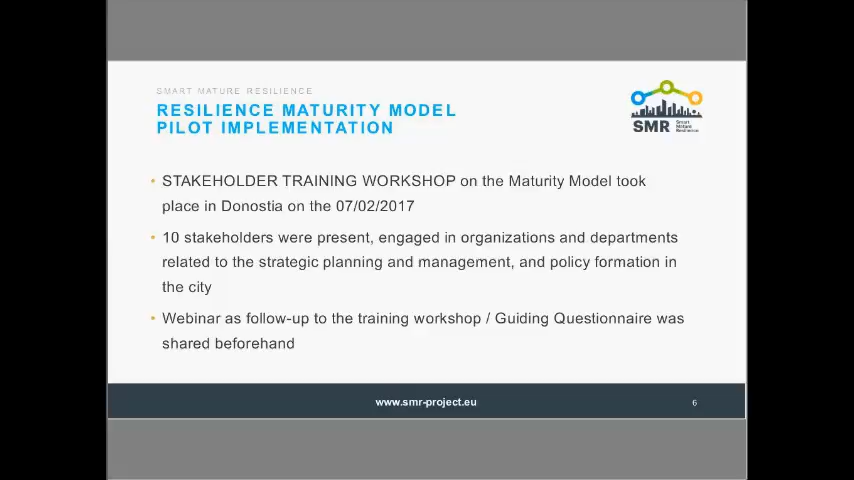 SMART MATURE RESILIENCE
RESILIENCE MATURITY MODEL
PILOT IMPLEMENTATION
SMR Smart
Mature
Resilience
• STAKEHOLDER TRAINING WORKSHOP on the Maturity Model took
place in Donostia on the 07/02/2017
• 10 stakeholders were present, engaged in organizations and departments
related to the strategic planning and management, and policy formation in
the city
• Webinar as follow-up to the training workshop / Guiding Questionnaire was
shared beforehand
www.smr-project.eu
6